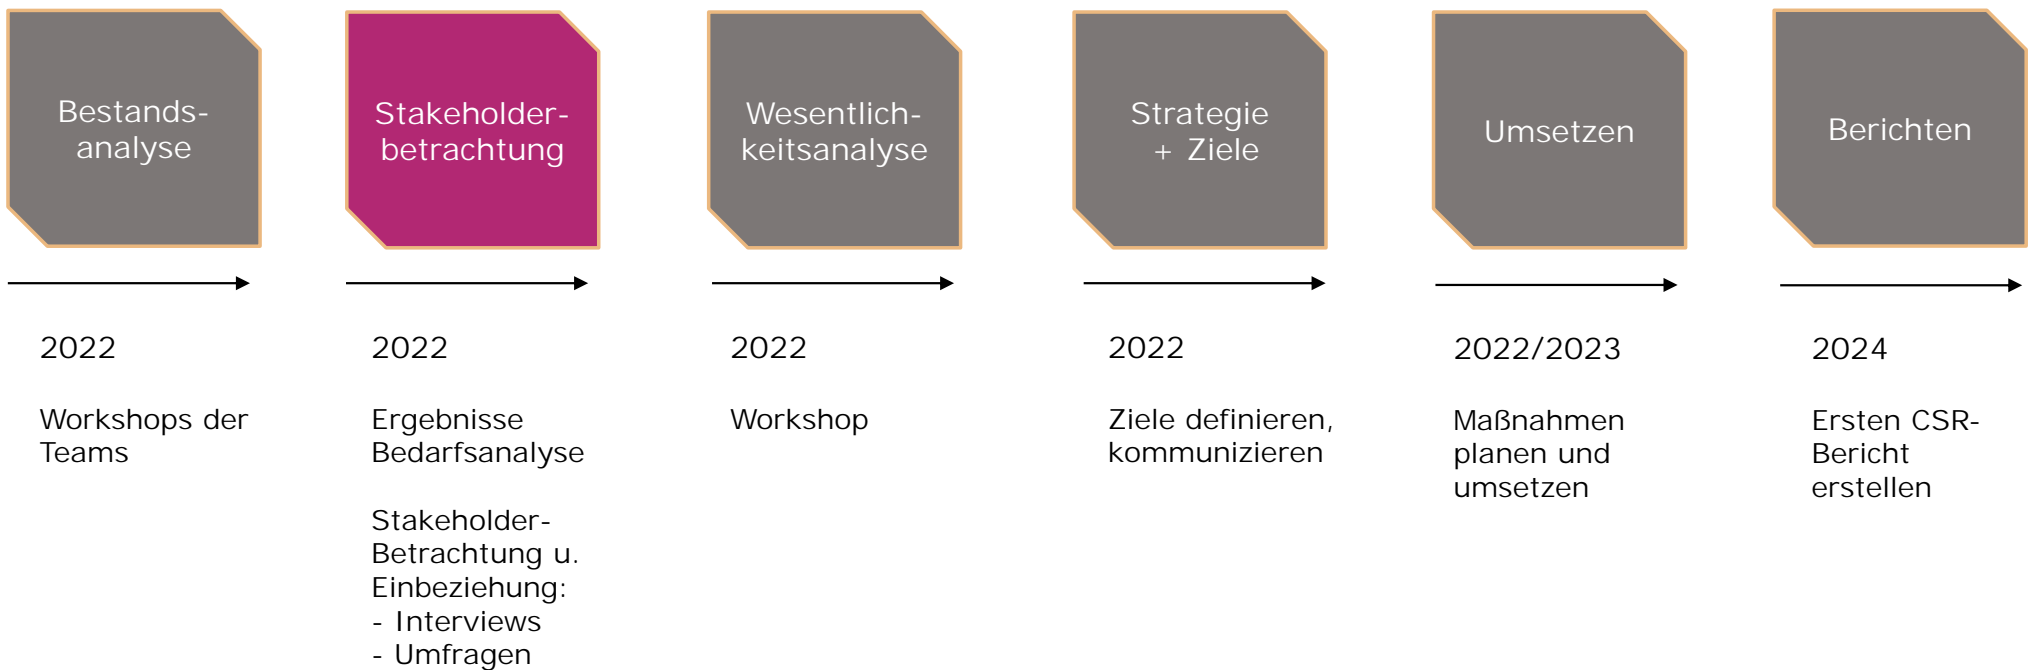 Bestands-
analyse
Stakeholder-
betrachtung
Wesentlich-
keitsanalyse
Strategie
+ Ziele
Umsetzen
Berichten
2022
Workshops der
Teams
2022
Ergebnisse
Bedarfsanalyse
Stakeholder-
Betrachtung u.
Einbeziehung:
- Interviews
- Umfragen
2022
Workshop
2022
Ziele definieren,
kommunizieren
2022/2023
Maßnahmen
planen und
umsetzen
2024
Ersten CSR-
Bericht
erstellen